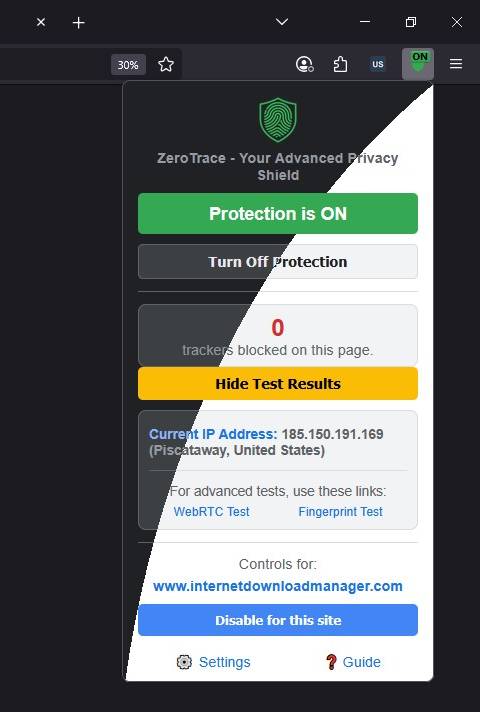 30%
US
ON
ZeroTrace - Your Advanced Privacy
Shield
Protection is ON
Turn Off Protection
0
trackers blocked on this page.
Hide Test Results
Current IP Address: 185.150.191.169
(Piscataway, United States)
For advanced tests, use these links:
WebRTC Test Fingerprint Test
Controls for:
www.internetdownloadmanager.com
Disable for this site
Settings ❓ Guide